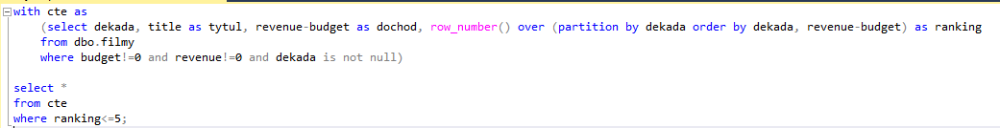 with cte as
(select dekada, title as tytul, revenue-budget as dochod, row_number() over (partition by dekada order by dekada, revenue-budget) as ranking
from dbo.filmy
where budget!=0 and revenue!=0 and dekada is not null)
select *
from cte
where ranking<=5;